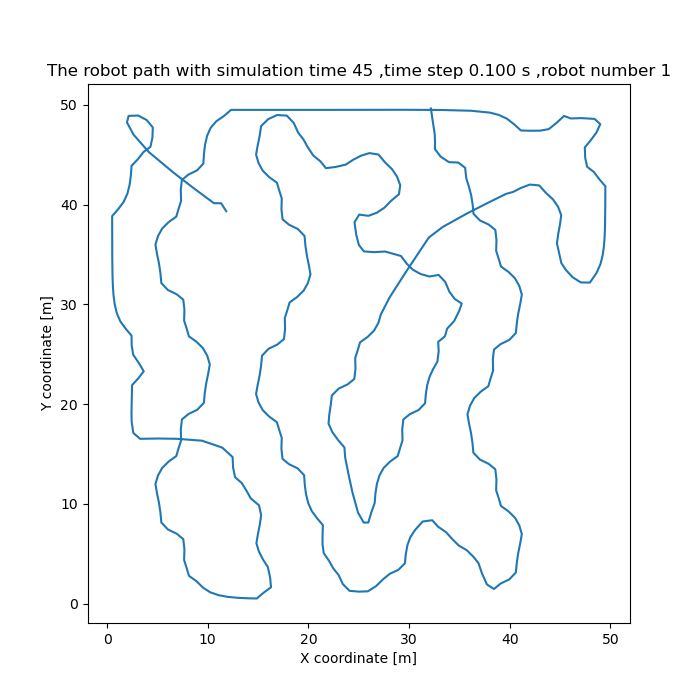 The robot path with simulation time 45 ,time step 0.100 s ,robot number 1
50
40
30
20
10
0
Y coordinate [m]
0 10 20 30 40 50
X coordinate [m]